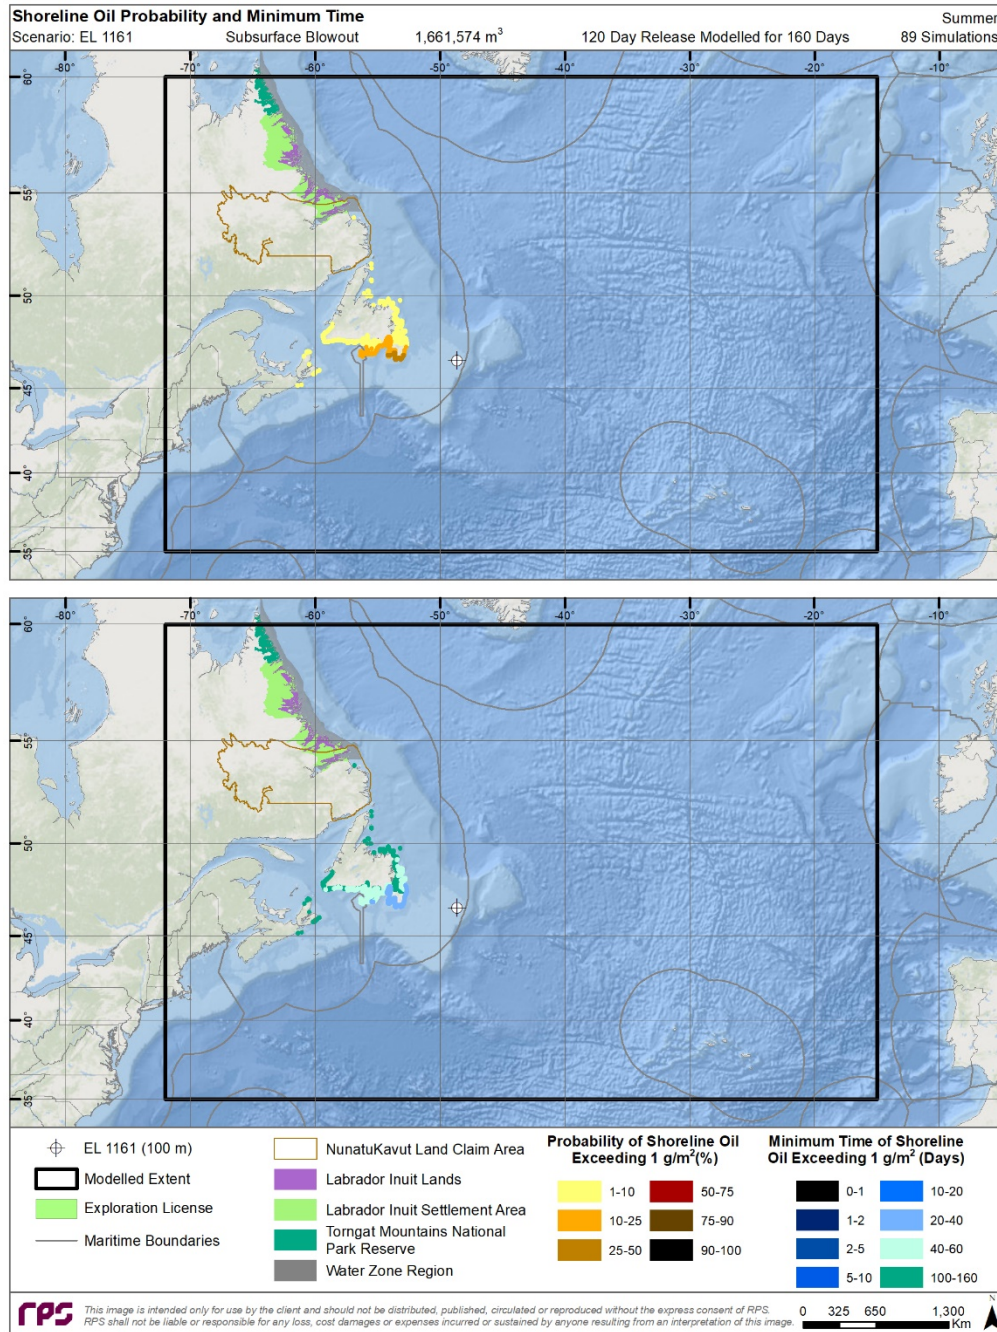 Shoreline Oil Probability and Minimum Time Summer
Scenario: EL 1161 Subsurface Blowout 1,661,574 m³ 120 Day Release Modelled for 160 Days 89 Simulations
-80° -70° -60° -50° -40° -30° -20° -10°
60°
55°
50°
45°
40°
35°
-80° -70° -60° -50° -40° -30° -20° -10°
60°
55°
50°
45°
40°
35°
EL 1161 (100 m)
Modelled Extent
Exploration License
Maritime Boundaries
NunatuKavut Land Claim Area
Labrador Inuit Lands
Labrador Inuit Settlement Area
Torngat Mountains National
Park Reserve
Water Zone Region
Probability of Shoreline Oil
Exceeding 1 g/m²(%)
1-10 50-75
10-25 75-90
25-50 90-100
Minimum Time of Shoreline
Oil Exceeding 1 g/m² (Days)
0-1 10-20
1-2 20-40
2-5 40-60
5-10 100-160
rps
This image is intended only for use by the client and should not be distributed, published, circulated or reproduced without the express consent of RPS.
RPS shall not be liable or responsible for any loss, cost damages or expenses incurred or sustained by anyone resulting from an interpretation of this image.
0 325 650 1,300
Km
N